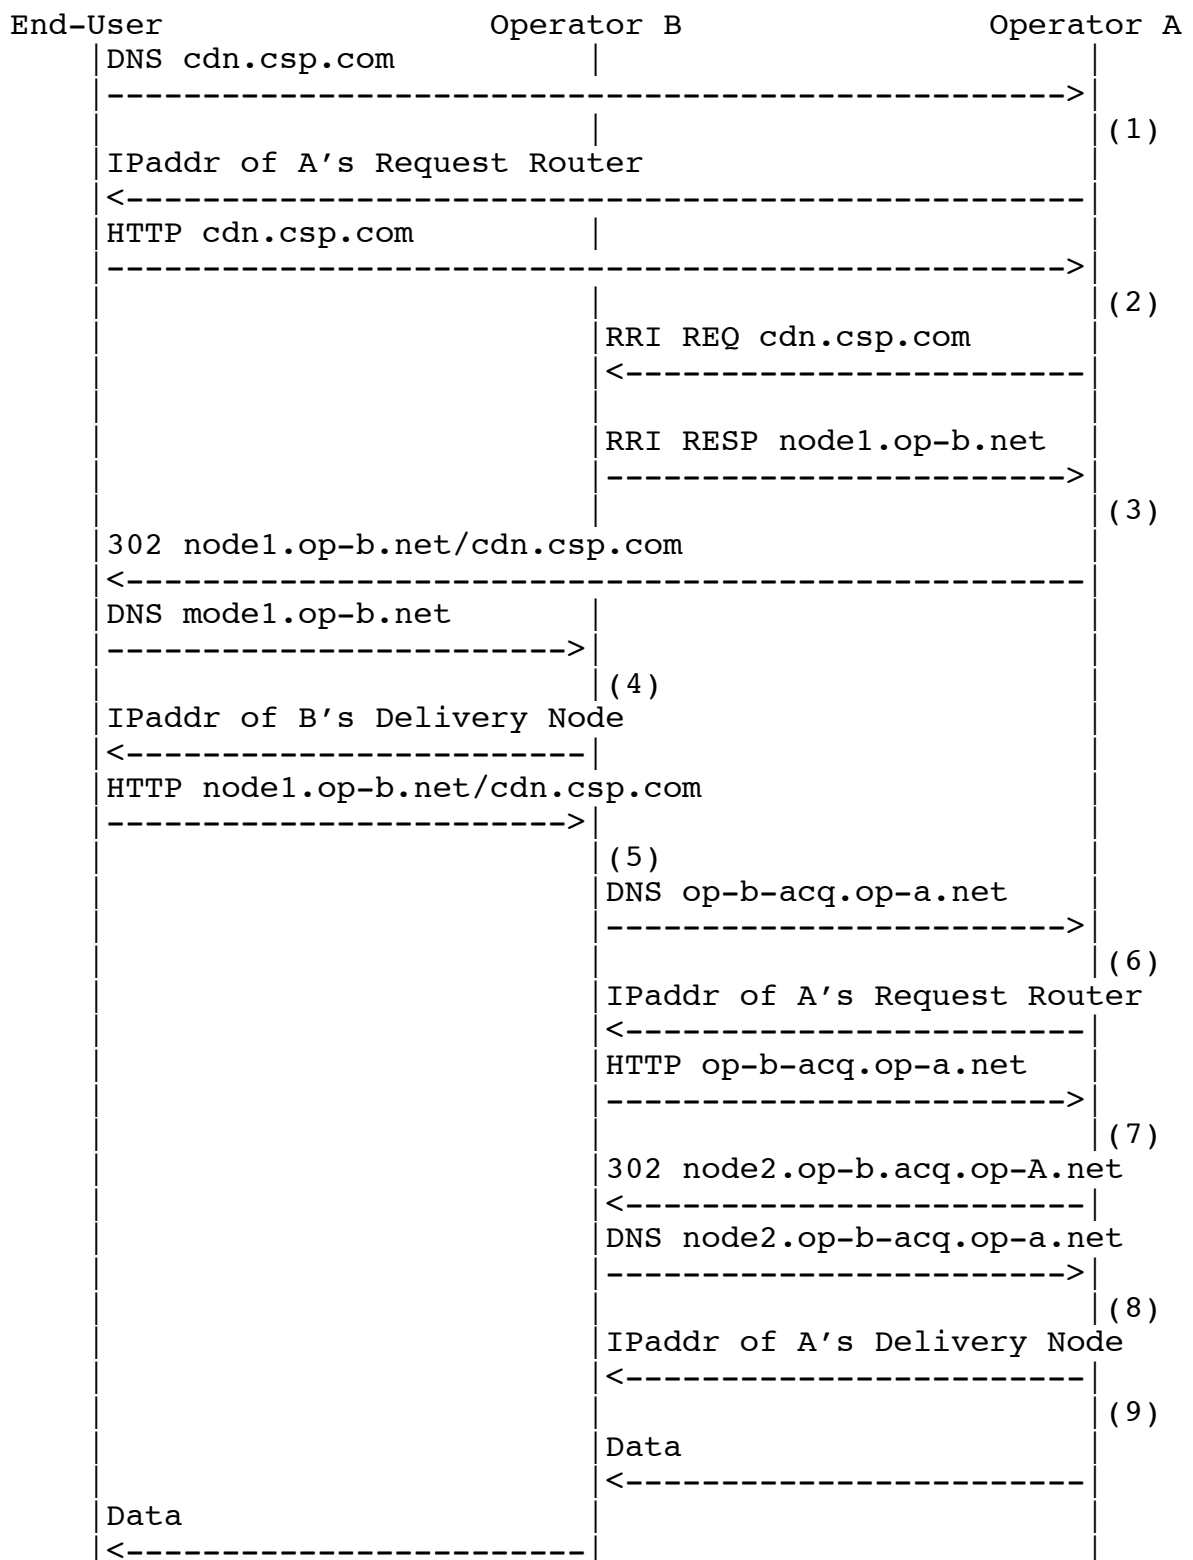 End-User Operator B Operator A
DNS cdn.csp.com
(1)
IPaddr of A's Request Router
HTTP cdn.csp.com
(2)
RRI REQ cdn.csp.com
RRI RESP node1.op-b.net
(3)
302 node1.op-b.net/cdn.csp.com
DNS mode1.op-b.net
(4)
IPaddr of B's Delivery Node
HTTP node1.op-b.net/cdn.csp.com
(5)
DNS op-b-acq.op-a.net
(6)
IPaddr of A's Request Router
HTTP op-b-acq.op-a.net
(7)
302 node2.op-b.acq.op-A.net
DNS node2.op-b-acq.op-a.net
(8)
IPaddr of A's Delivery Node
(9)
Data
Data